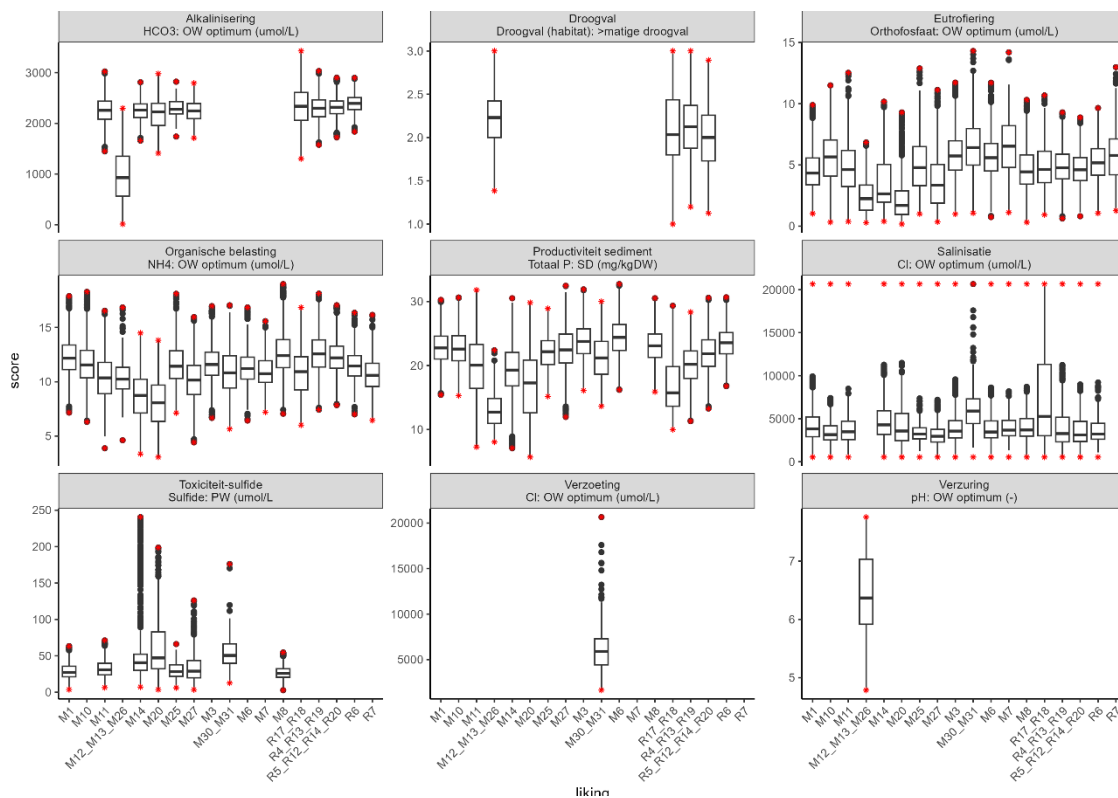 Alkalinisering
HCO3: OW optimum (umol/L)
Droogval
Droogval (habitat): >matige droogval
Eutrofiering
Orthofosfaat: OW optimum (umol/L)
3000
2000
1000
0
3.0
2.5
2.0
1.5
1.0
15
10
5
0
Organische belasting
NH4: OW optimum (umol/L)
Productiviteit sediment
Totaal P: SD (mg/kgDW)
Salinisatie
Cl: OW optimum (umol/L)
score
15
10
5
30
20
10
20000
15000
10000
5000
0
Toxiciteit-sulfide
Sulfide: PW (umol/L
Verzoeting
Cl: OW optimum (umol/L)
Verzuring
pH: OW optimum (-)
250
200
150
100
50
0
20000
15000
10000
5000
7
6
5
M1
M10
M11
M12_M13_M26
M14
M20
M25
M27
M3
M30_M31
M6
M7
M8
R17_R18
R4_R13_R19
R5_R12_R14_R20
R6
R7
M1
M10
M11
M12_M13_M26
M14
M20
M25
M27
M3
M30_M31
M6
M7
M8
R17_R18
R4_R13_R19
R5_R12_R14_R20
R6
R7
M1
M10
M11
M12_M13_M26
M14
M20
M25
M27
M3
M30_M31
M6
M7
M8
R17_R18
R4_R13_R19
R5_R12_R14_R20
R6
R7
liking